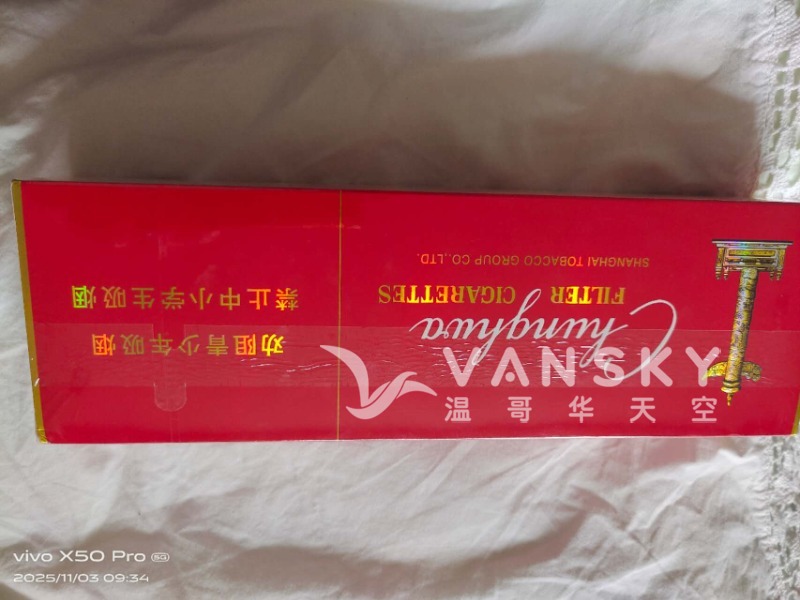 Chunghwa
FILTER CIGARETTES
SHANGHAI TOBACCO GROUP CO.,LTD.
劝阻青少年吸烟
禁止中小学生吸烟
VANSKY
温哥华天空
vivo X50 Pro 5G
2025/11/03 09:34